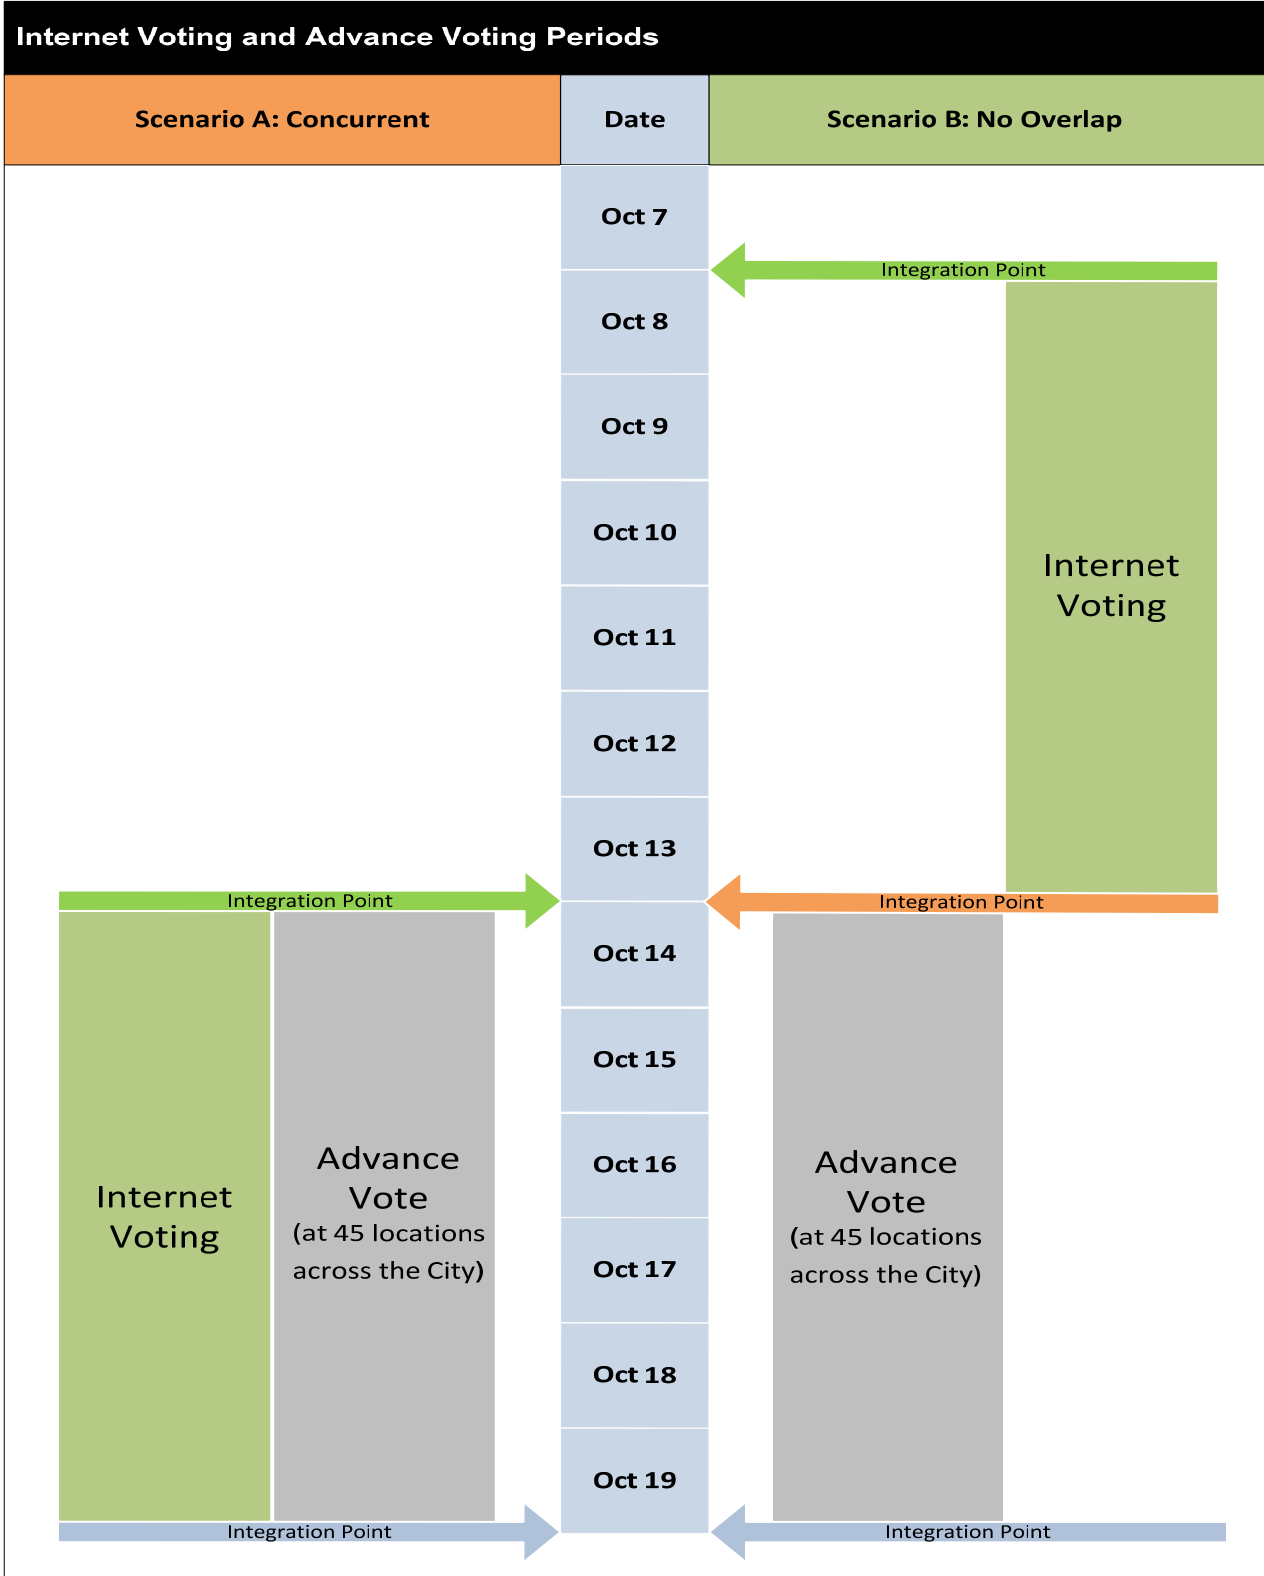 Internet Voting and Advance Voting Periods
Scenario A: Concurrent
Date
Scenario B: No Overlap
Oct 7
Integration Point
Oct 8
Oct 9
Oct 10
Internet
Voting
Oct 11
Oct 12
Oct 13
Integration Point
Integration Point
Oct 14
Oct 15
Internet
Voting
Advance
Vote
(at 45 locations
across the City)
Oct 16
Advance
Vote
(at 45 locations
across the City)
Oct 17
Oct 18
Oct 19
Integration Point
Integration Point